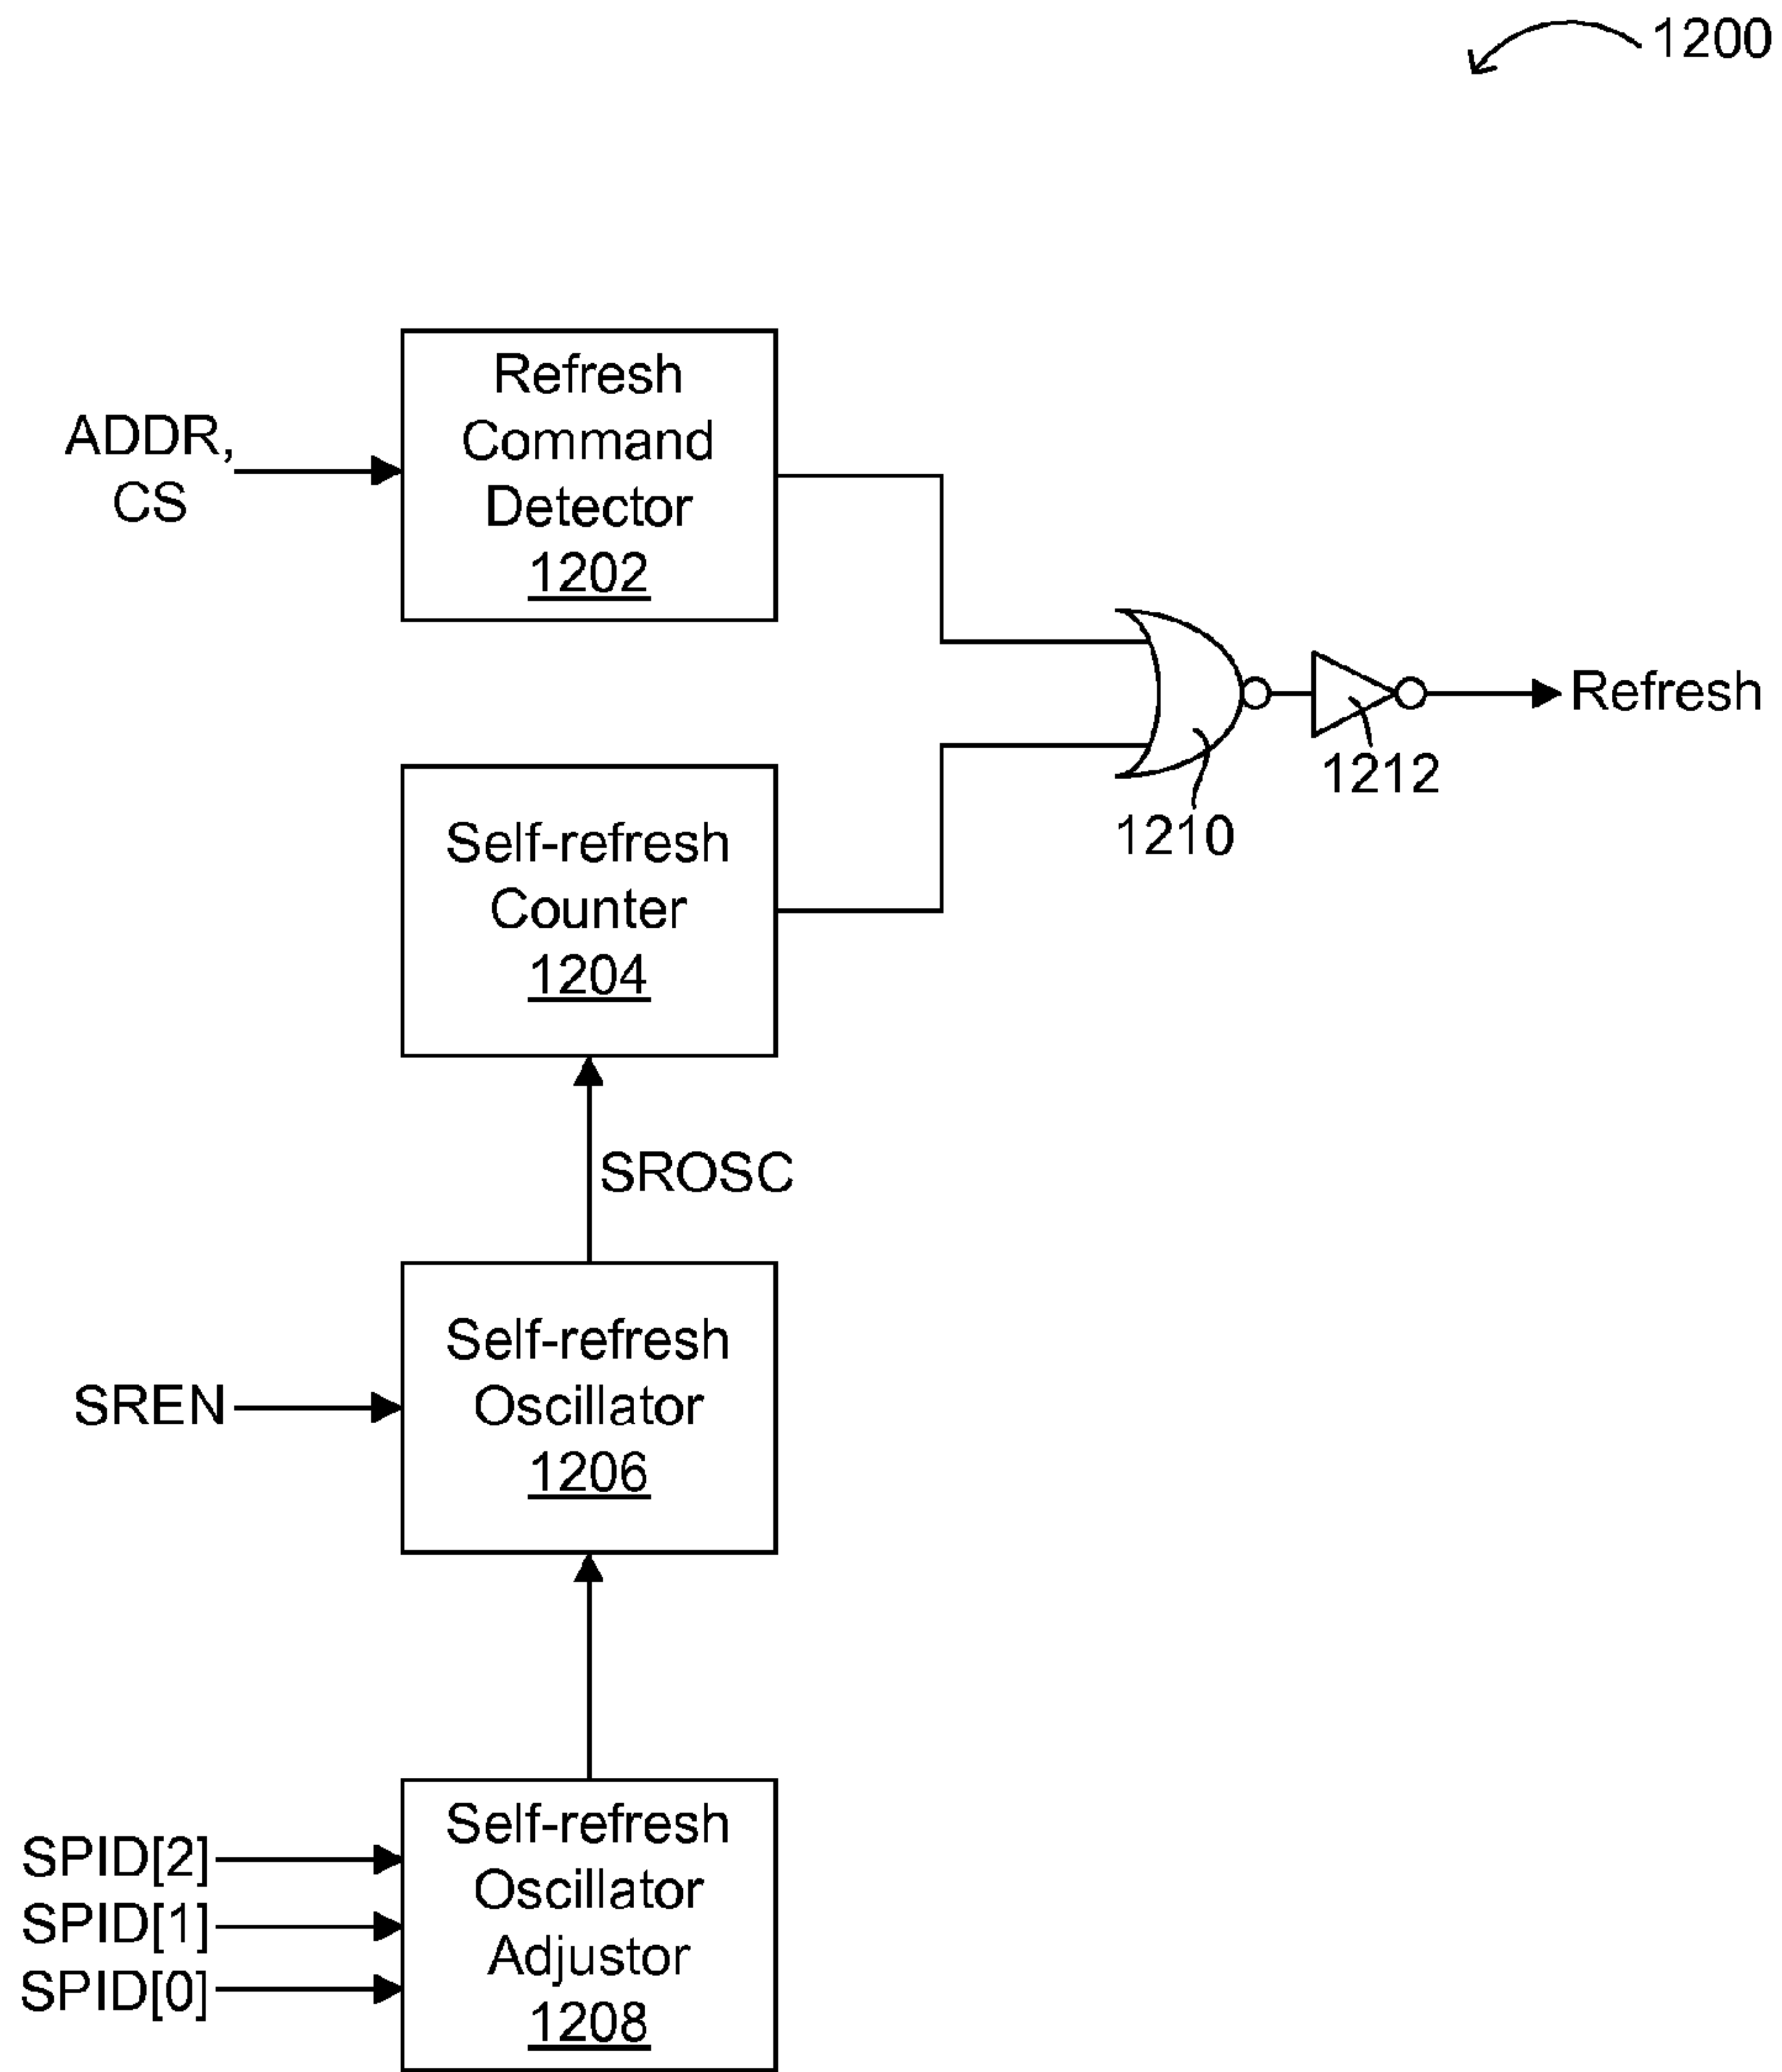 1200
Refresh
Command
Detector
1202
ADDR,
CS
Refresh
1212
1210
Self-refresh
Counter
1204
SROSC
Self-refresh
Oscillator
1206
SREN
Self-refresh
Oscillator
Adjustor
1208
SPID[2]
SPID[1]
SPID[0]